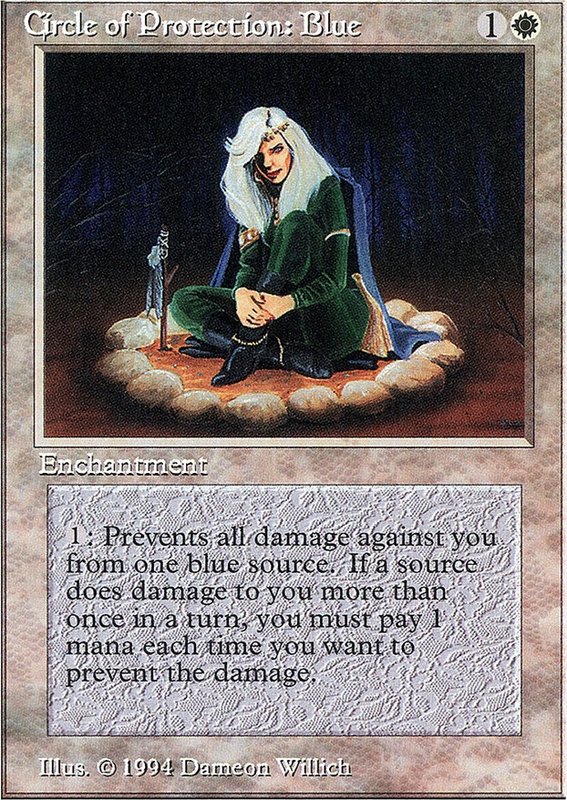 Circle of Protection: Blue 1
Enchantment
1: Prevents all damage against you
from one blue source. If a source
does damage to you more than
once in a turn, you must pay 1
mana each time you want to
prevent the damage.
Illus. © 1994 Dameon Willich